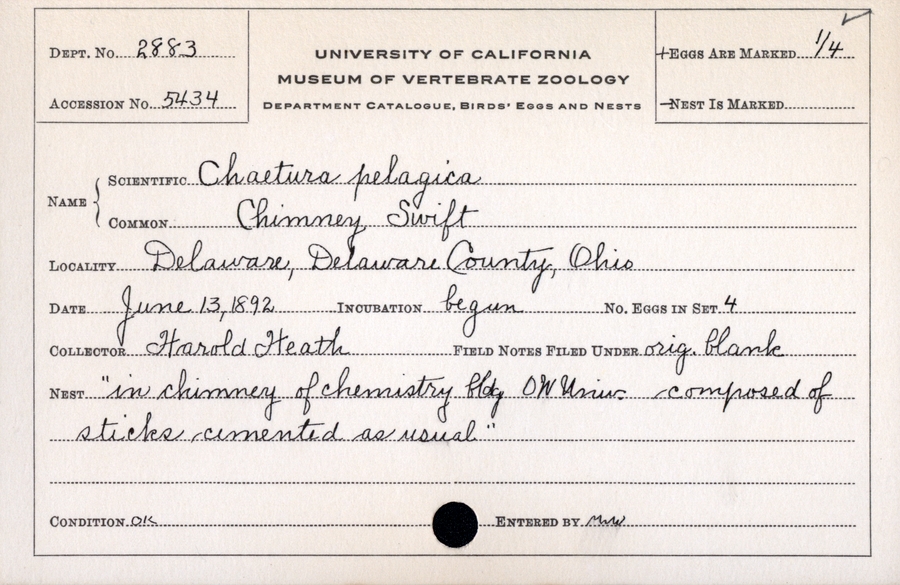 Dept. No. 2883
Accession No. 5434
University of California
Museum of Vertebrate Zoology
Department Catalogue, Birds' Eggs and Nests
+Eggs Are Marked 1/4
Nest Is Marked
Name
Scientific Chaetura pelagica
Common Chimney Swift
Locality Delaware, Delaware County, Ohio
Date June 13, 1892 Incubation begun No. Eggs in Set 4
Collector Harold Heath Field Notes Filed Under orig. blank
Nest "in chimney of chemistry bldg OW Univ. composed of
sticks cemented as usual"
Condition OK Entered by